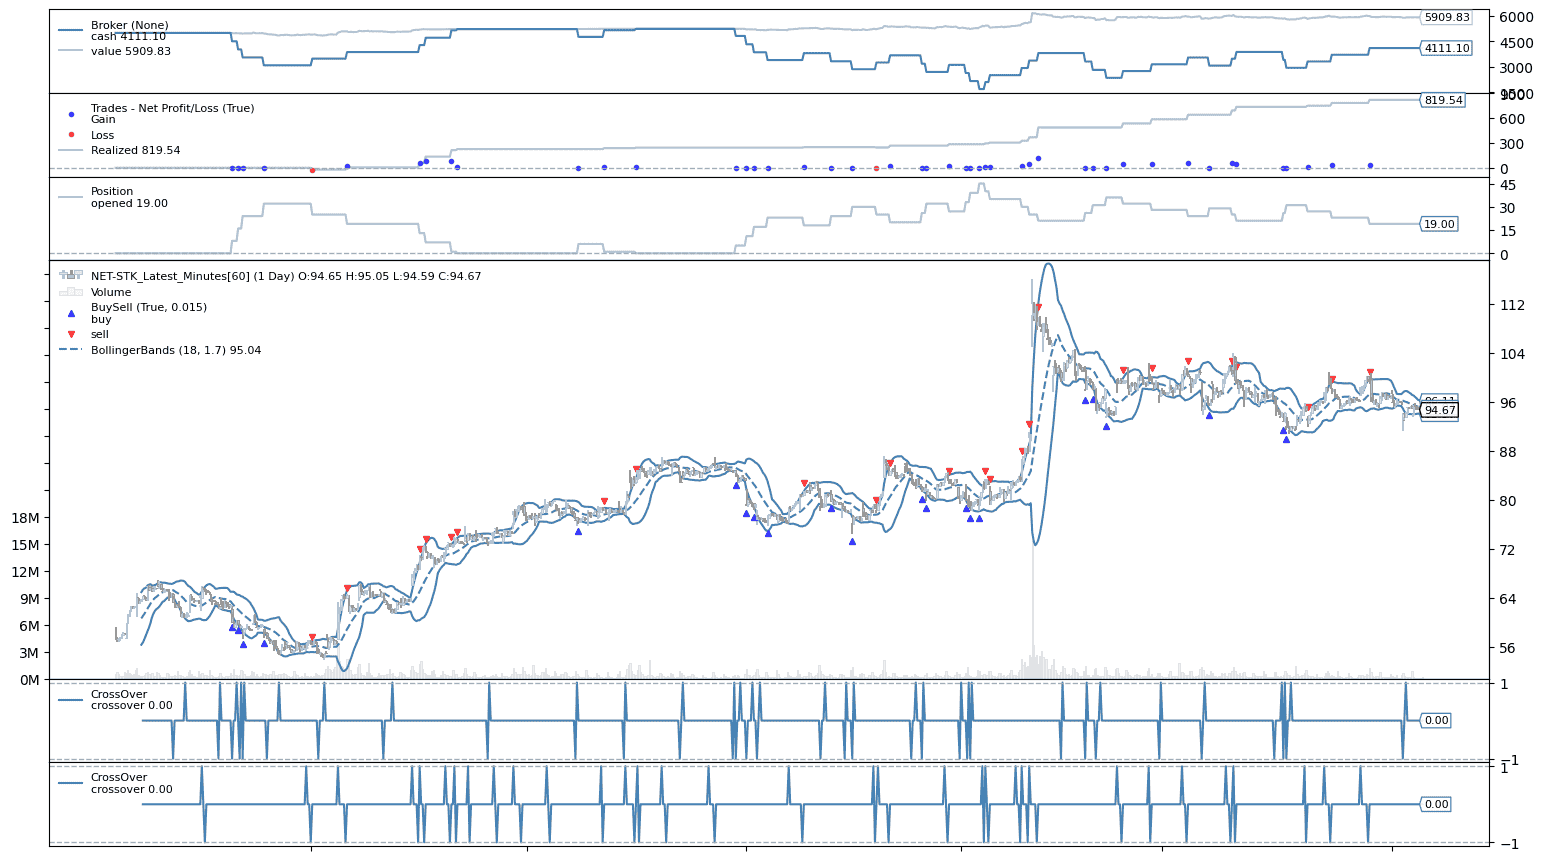 Broker (None)
cash 4111.10
value 5909.83
5909.83
4111.10
6000
4500
3000
1500
Trades - Net Profit/Loss (True)
Gain
Loss
Realized 819.54
819.54
900
600
300
0
Position
opened 19.00
19.00
45
30
15
0
NET-STK_Latest_Minutes[60] (1 Day) O:94.65 H:95.05 L:94.59 C:94.67
Volume
BuySell (True, 0.015)
buy
sell
BollingerBands (18, 1.7) 95.04
112
104
96
88
80
72
64
56
94.67
18M
15M
12M
9M
6M
3M
0M
CrossOver
crossover 0.00
0.00
1
−1
CrossOver
crossover 0.00
0.00
1
−1